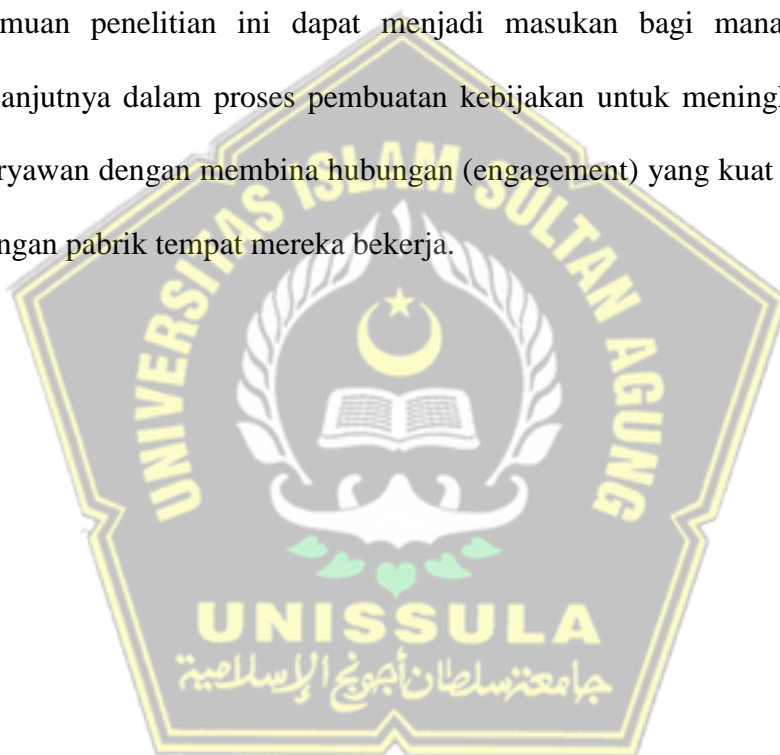 muan penelitian ini dapat menjadi masukan bagi mana
lanjutnya dalam proses pembuatan kebijakan untuk mening
ryawan dengan membina hubungan (engagement) yang kuat
ngan pabrik tempat mereka bekerja.
UNIVERSITAS ISLAM SULTAN AGUNG
UNISSULA
جامعة سلطان أجونج الإسلامية